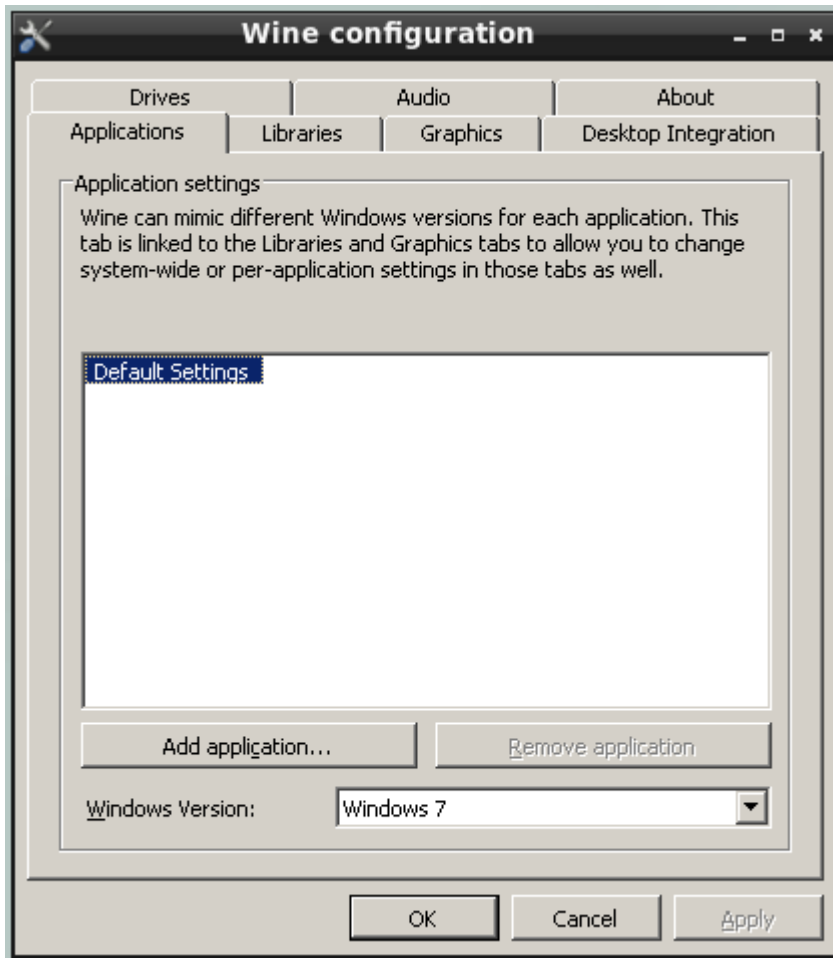 Wine configuration
Drives Audio About
Applications Libraries Graphics Desktop Integration
Application settings
Wine can mimic different Windows versions for each application. This
tab is linked to the Libraries and Graphics tabs to allow you to change
system-wide or per-application settings in those tabs as well.
Default Settings
Add application... Remove application
Windows Version: Windows 7
OK Cancel Apply